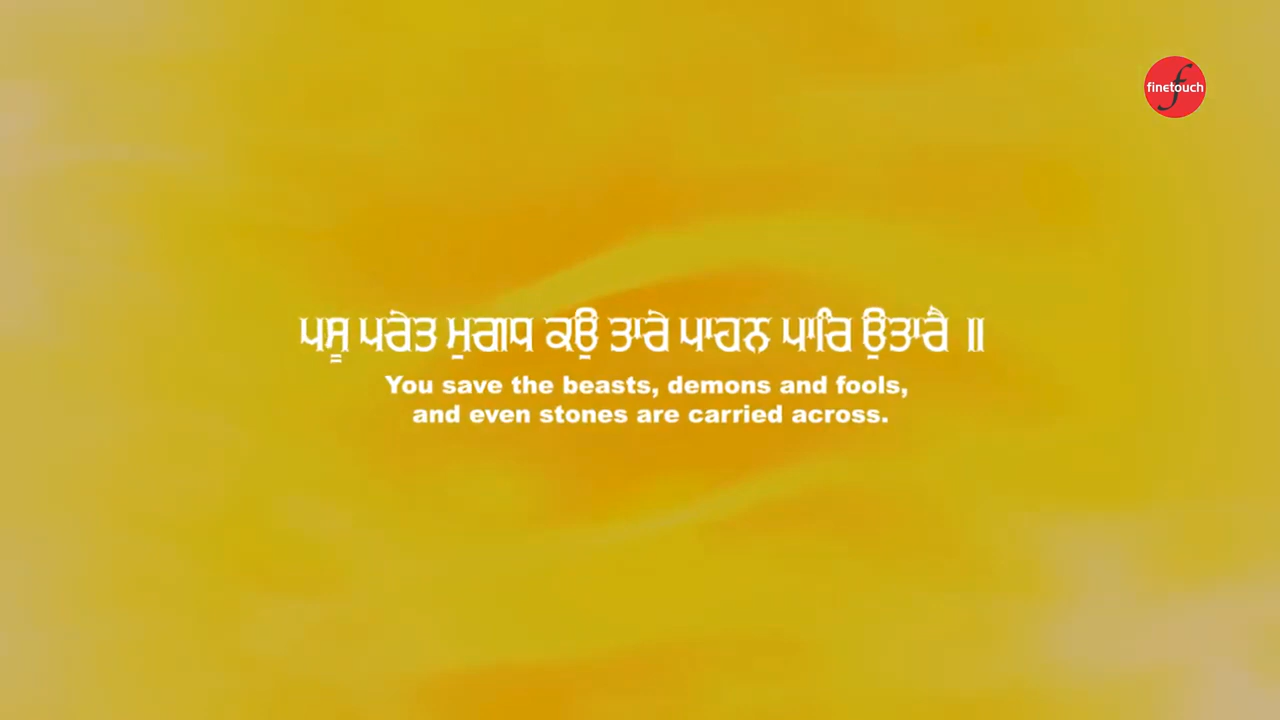 finetouch
ਪਸੂ ਪਰੇਤ ਮੁਗਧ ਕਉ ਤਾਰੇ ਪਾਹਨ ਪਾਰਿ ਉਤਾਰੈ ॥
You save the beasts, demons and fools,
and even stones are carried across.